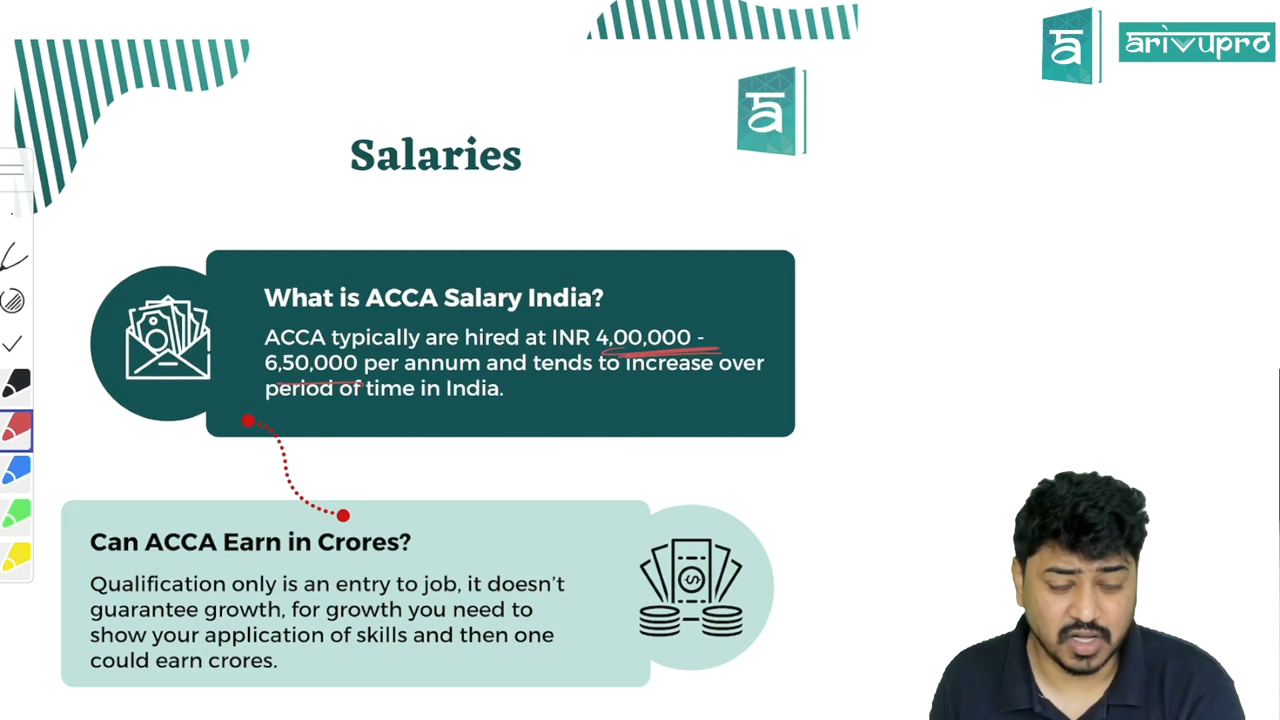 arivupro
Salaries
What is ACCA Salary India?
ACCA typically are hired at INR 4,00,000 -
6,50,000 per annum and tends to increase over
period of time in India.
Can ACCA Earn in Crores?
Qualification only is an entry to job, it doesn’t
guarantee growth, for growth you need to
show your application of skills and then one
could earn crores.